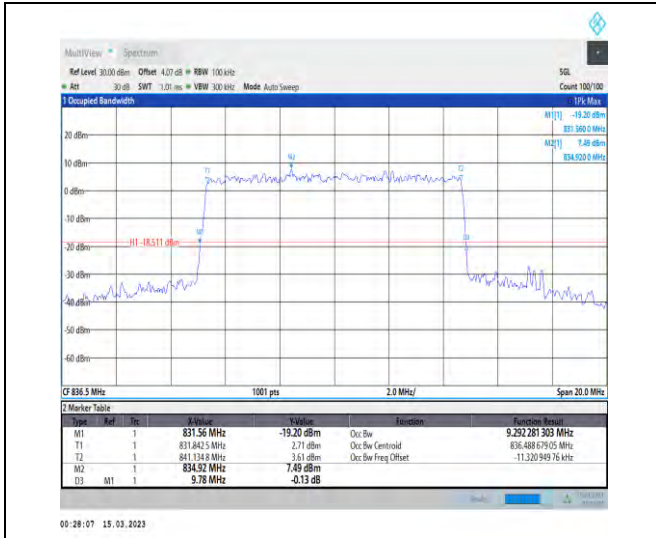 MultiView Spectrum
Ref Level 30.00 dBm Offset 4.07 dB RBW 100 kHz SGL
Att 30 dB SWT 1.01 ms VBW 300 kHz Mode Auto Sweep Count 100/100
1 Occupied Bandwidth 1Pk Max
M1[1] -19.20 dBm
831.560 0 MHz
M2[1] 7.49 dBm
834.920 0 MHz
20 dBm
10 dBm
T1 M2 T2
0 dBm
-10 dBm
M1 D3
H1 -18.511 dBm
-20 dBm
-30 dBm
-40 dBm
-50 dBm
-60 dBm
CF 836.5 MHz 1001 pts 2.0 MHz/ Span 20.0 MHz
2 Marker Table
Type Ref Trc X-Value Y-Value Function Function Result
M1 1 831.56 MHz -19.20 dBm Occ Bw 9.292 281 303 MHz
T1 1 831.842 5 MHz 2.71 dBm Occ Bw Centroid 836.488 679 05 MHz
T2 1 841.134 8 MHz 3.61 dBm Occ Bw Freq Offset -11.320 949 76 kHz
M2 1 834.92 MHz 7.49 dBm
D3 M1 1 9.78 MHz -0.13 dB
00:28:07 15.03.2023